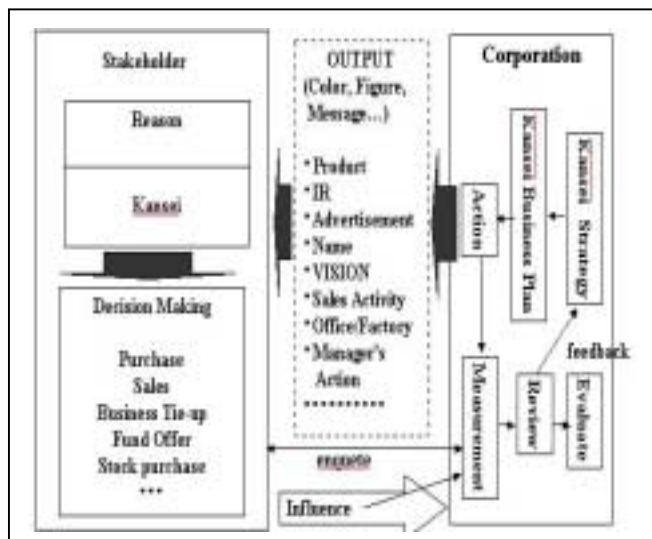 Stakeholder
Reason
Kansei
Decision Making
Purchase
Sales
Business Tie-up
Fund Offer
Stock purchase
•••
OUTPUT
(Color, Figure,
Message...)
*Product
*IR
*Advertisement
*Name
*VISION
*Sales Activity
*Office/Factory
*Manager's
Action
••••••••••
enquete
Influence
Corporation
Action
Kansei Business Plan
Kansei Strategy
feedback
Measurement
Review
Evaluate